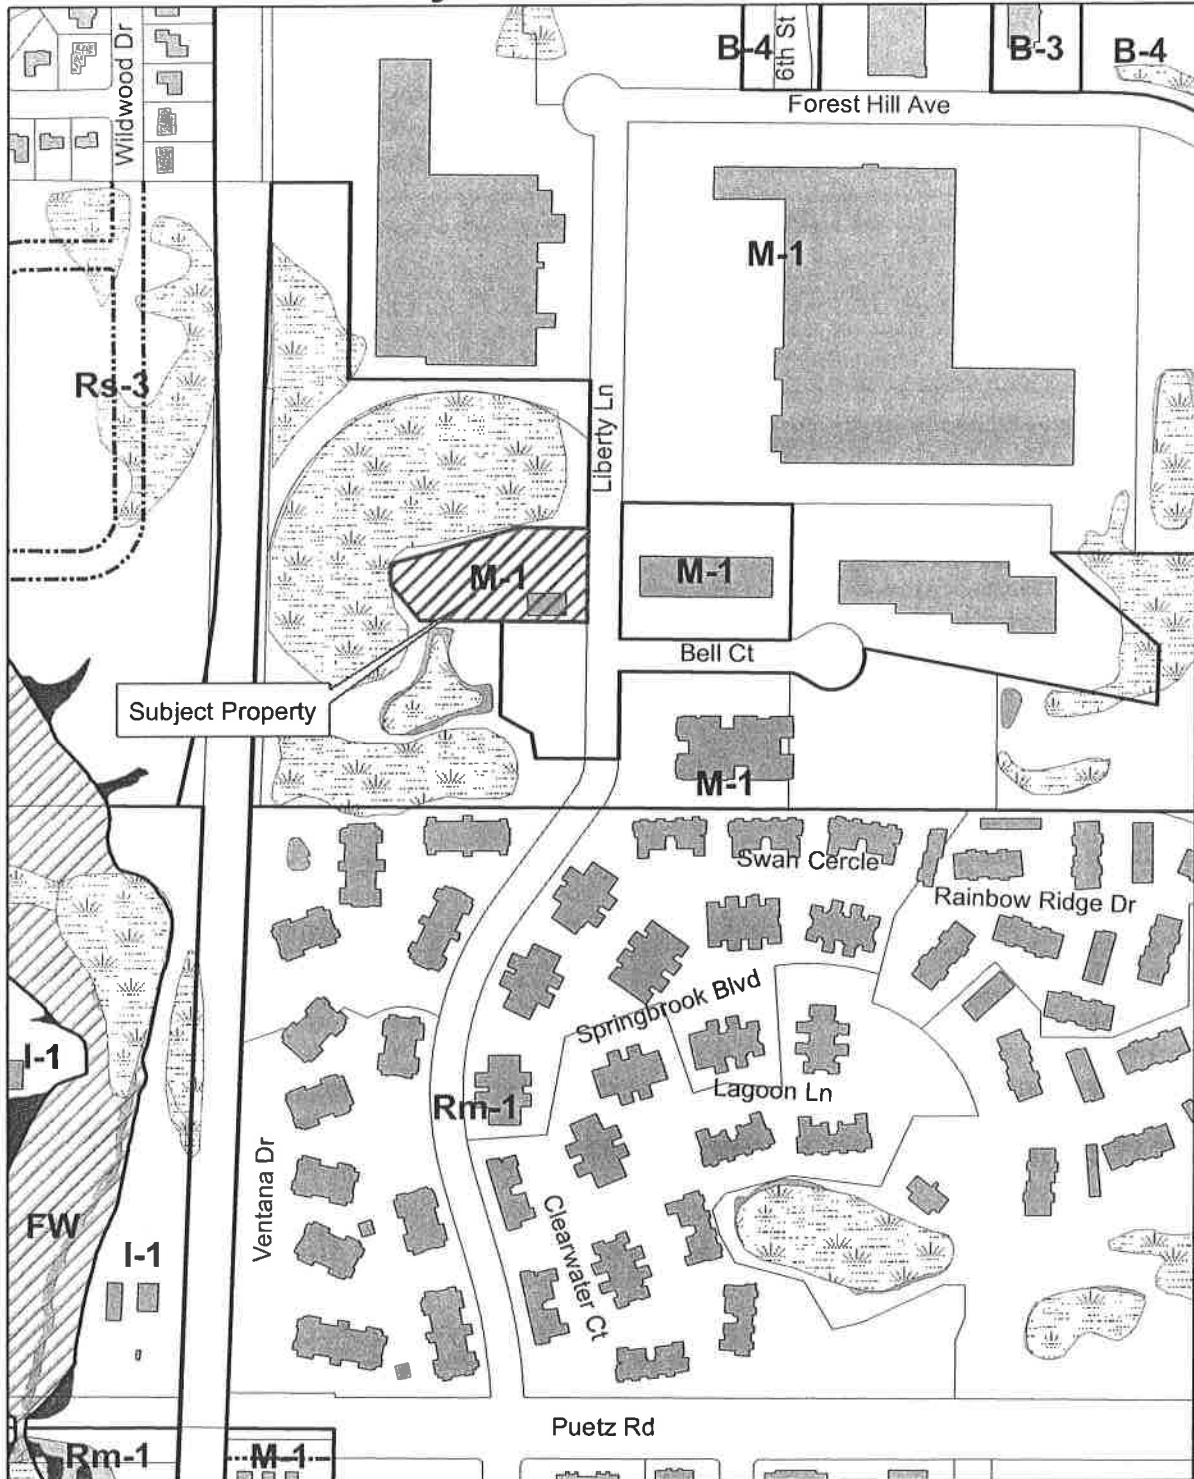 Wildwood Dr
B-4
6th St
B-3
B-4
Forest Hill Ave
M-1
Rs-3
Liberty Ln
M-1
M-1
Bell Ct
Subject Property
M-1
Swan Cercle
Rainbow Ridge Dr
Springbrook Blvd
I-1
Lagoon Ln
Rm-1
Ventana Dr
Clearwater Ct
FW
I-1
Puetz Rd
Rm-1
M-1